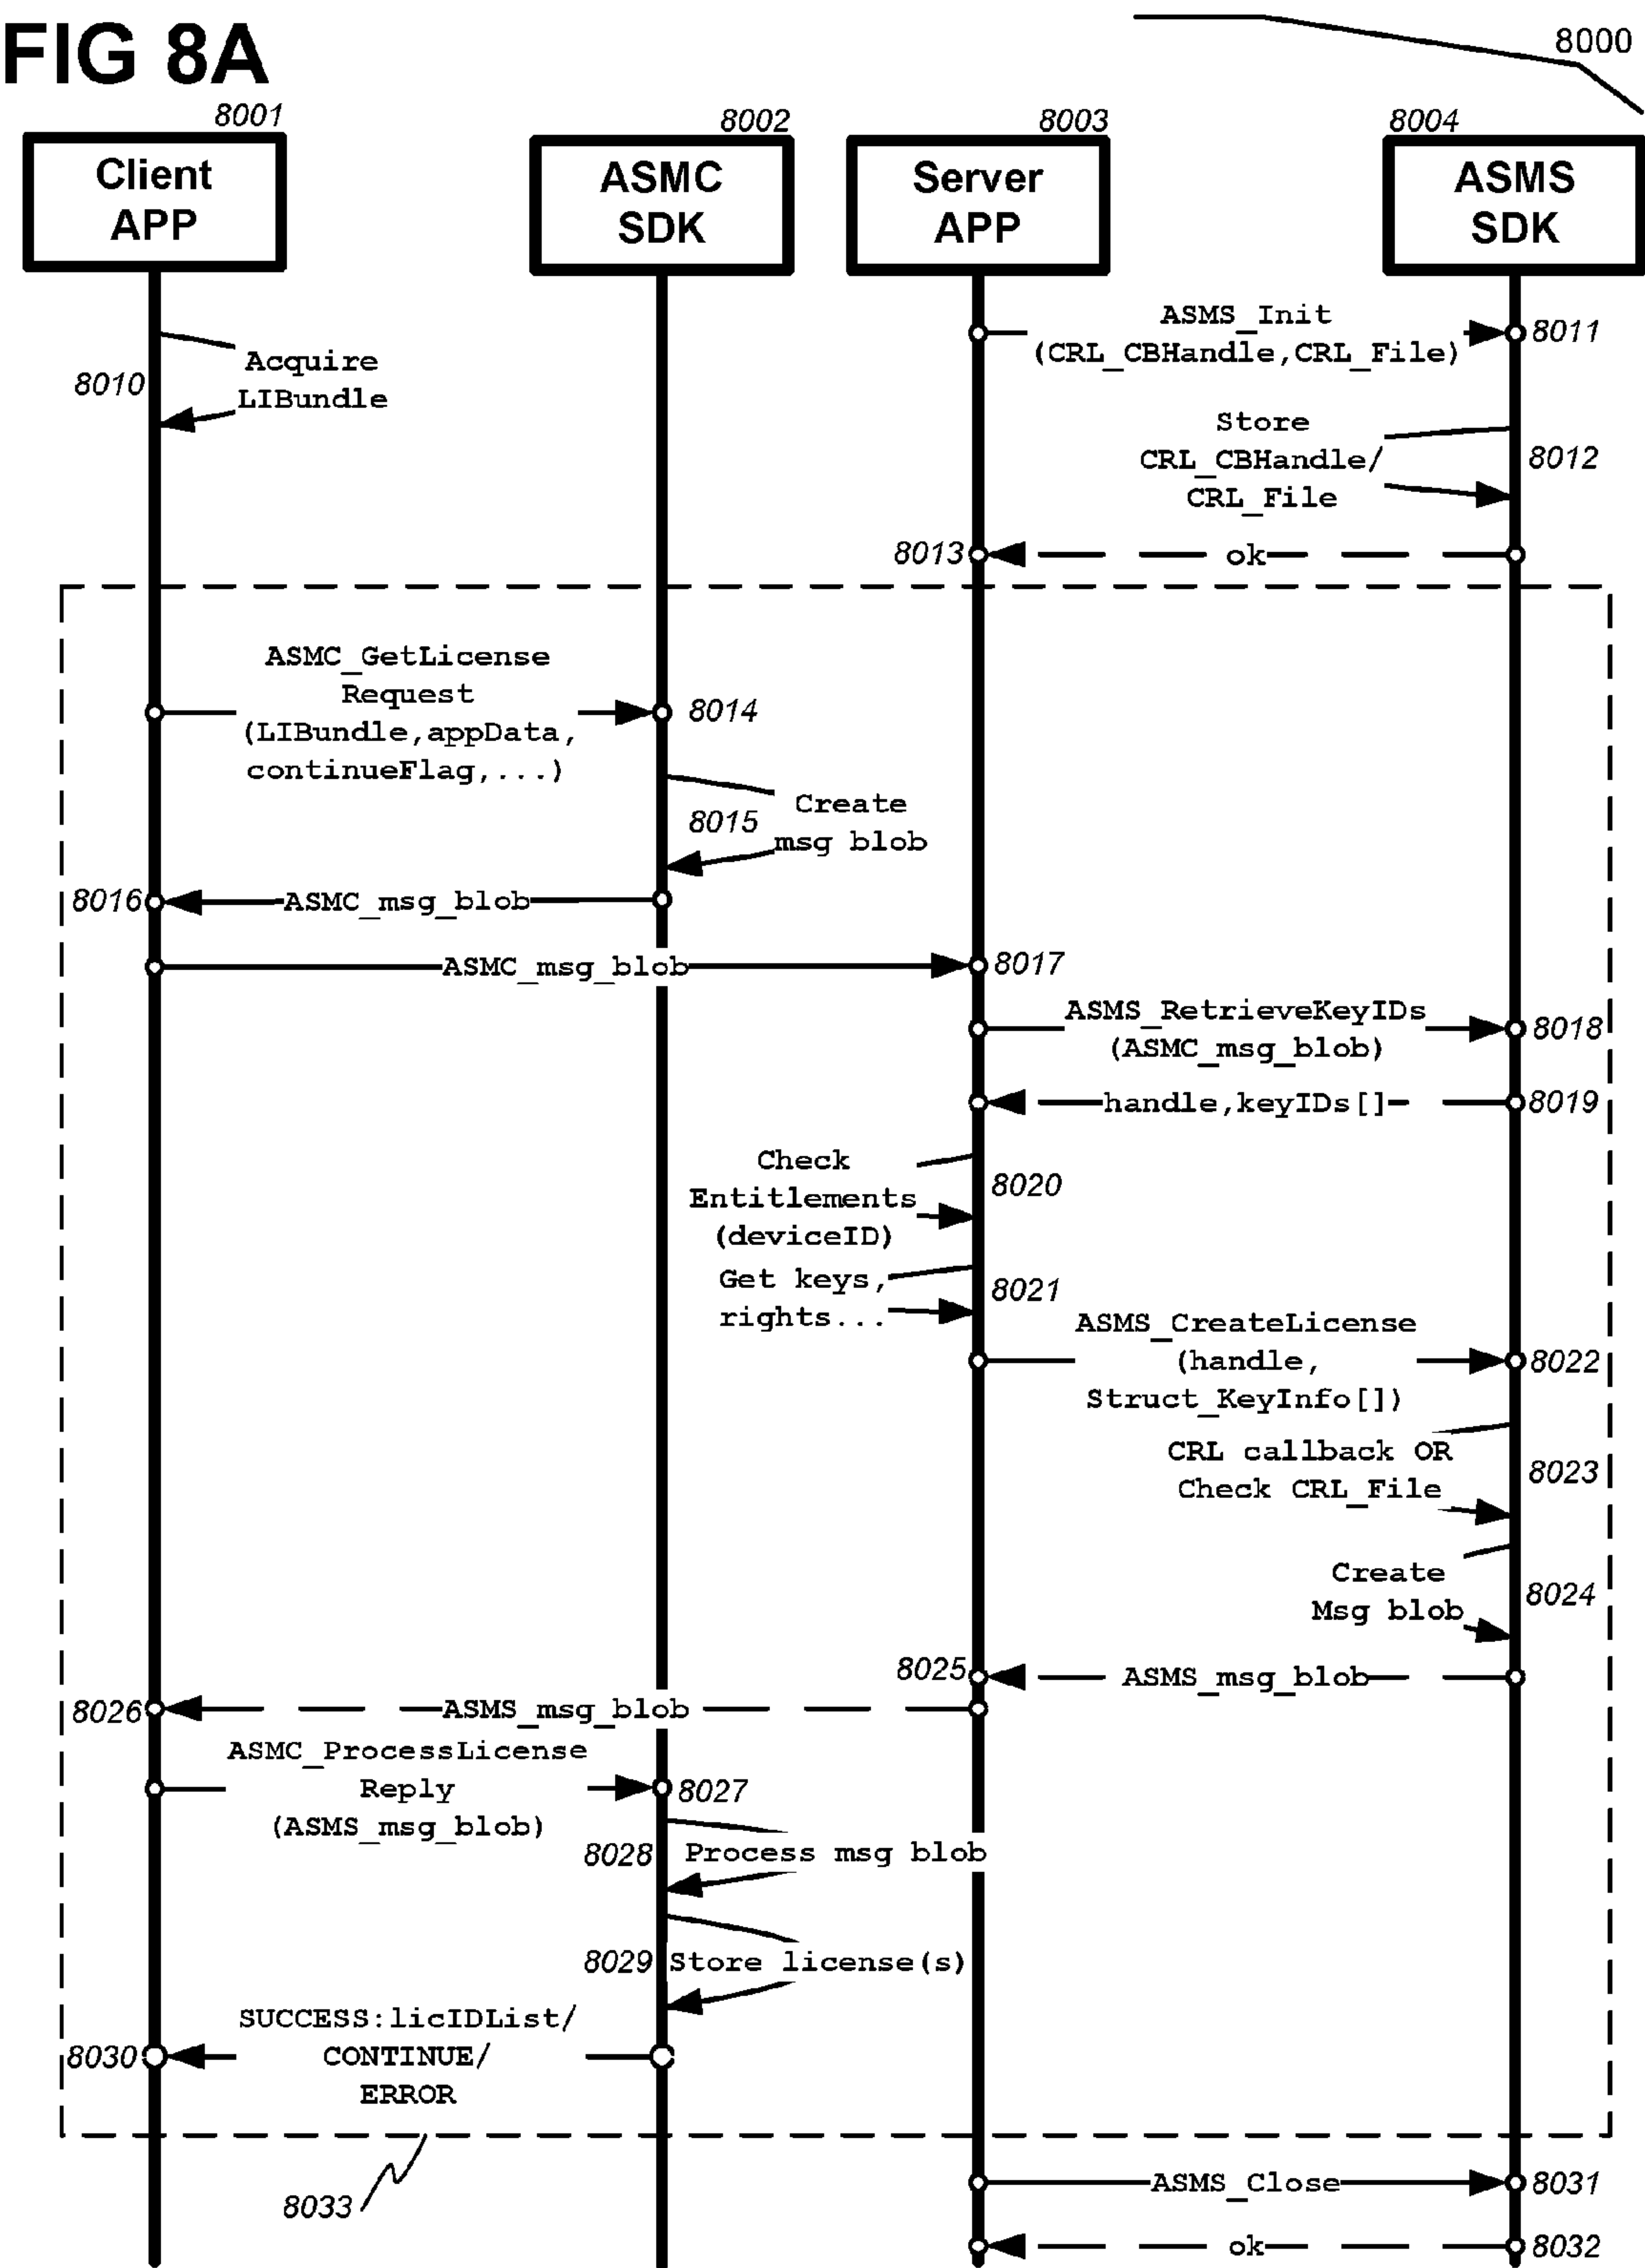 FIG 8A
8000
8001
8002
8003
8004
Client
APP
ASMC
SDK
Server
APP
ASMS
SDK
ASMS_Init
(CRL_CBHandle,CRL_File)
8011
8010
Acquire
LIBundle
Store
CRL_CBHandle/
CRL_File
8012
8013
ok
ASMC_GetLicense
Request
(LIBundle,appData,
continueFlag,...)
8014
8015
Create
msg blob
8016
ASMC_msg_blob
ASMC_msg_blob
8017
ASMS_RetrieveKeyIDs
(ASMC_msg_blob)
8018
handle,keyIDs[]
8019
Check
Entitlements
(deviceID)
8020
Get keys,
rights...
8021
ASMS_CreateLicense
(handle,
Struct_KeyInfo[])
8022
CRL callback OR
Check CRL_File
8023
Create
Msg blob
8024
8025
ASMS_msg_blob
8026
ASMS_msg_blob
ASMC_ProcessLicense
Reply
(ASMS_msg_blob)
8027
8028
Process msg blob
8029
Store license(s)
8030
SUCCESS:licIDList/
CONTINUE/
ERROR
8033
ASMS_Close
8031
ok
8032